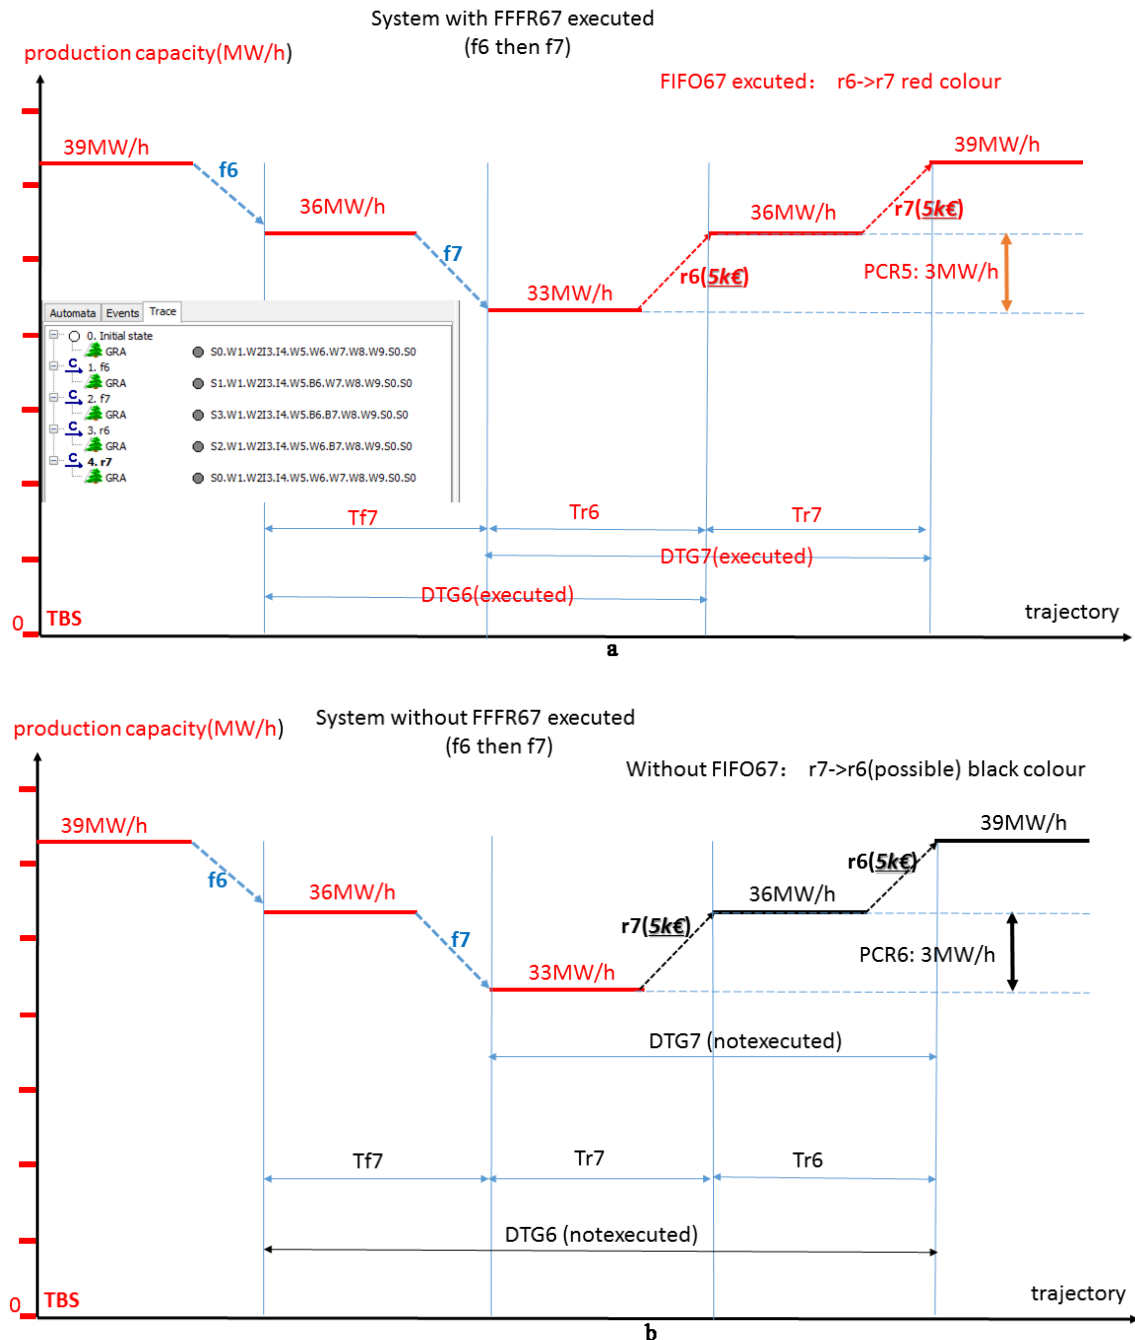 System with FFFR67 executed
(f6 then f7)
production capacity(MW/h)
FIFO67 excuted: r6->r7 red colour
39MW/h
39MW/h
f6
36MW/h
36MW/h
r7(5k€)
f7
r6(5k€)
33MW/h
PCR5: 3MW/h
Automata Events Trace
0. Initial state
GRA S0.W1.W2I3.I4.W5.W6.W7.W8.W9.S0.S0
C 1. f6
GRA S1.W1.W2I3.I4.W5.B6.W7.W8.W9.S0.S0
C 2. f7
GRA S3.W1.W2I3.I4.W5.B6.B7.W8.W9.S0.S0
C 3. r6
GRA S2.W1.W2I3.I4.W5.W6.B7.W8.W9.S0.S0
C 4. r7
GRA S0.W1.W2I3.I4.W5.W6.W7.W8.W9.S0.S0
Tf7 Tr6 Tr7
DTG7(executed)
DTG6(executed)
0 TBS
trajectory
a
System without FFFR67 executed
(f6 then f7)
production capacity(MW/h)
Without FIFO67: r7->r6(possible) black colour
39MW/h
39MW/h
f6
r6(5k€)
36MW/h
36MW/h
f7
r7(5k€)
33MW/h
PCR6: 3MW/h
DTG7 (notexecuted)
Tf7 Tr7 Tr6
DTG6 (notexecuted)
0 TBS
trajectory
b